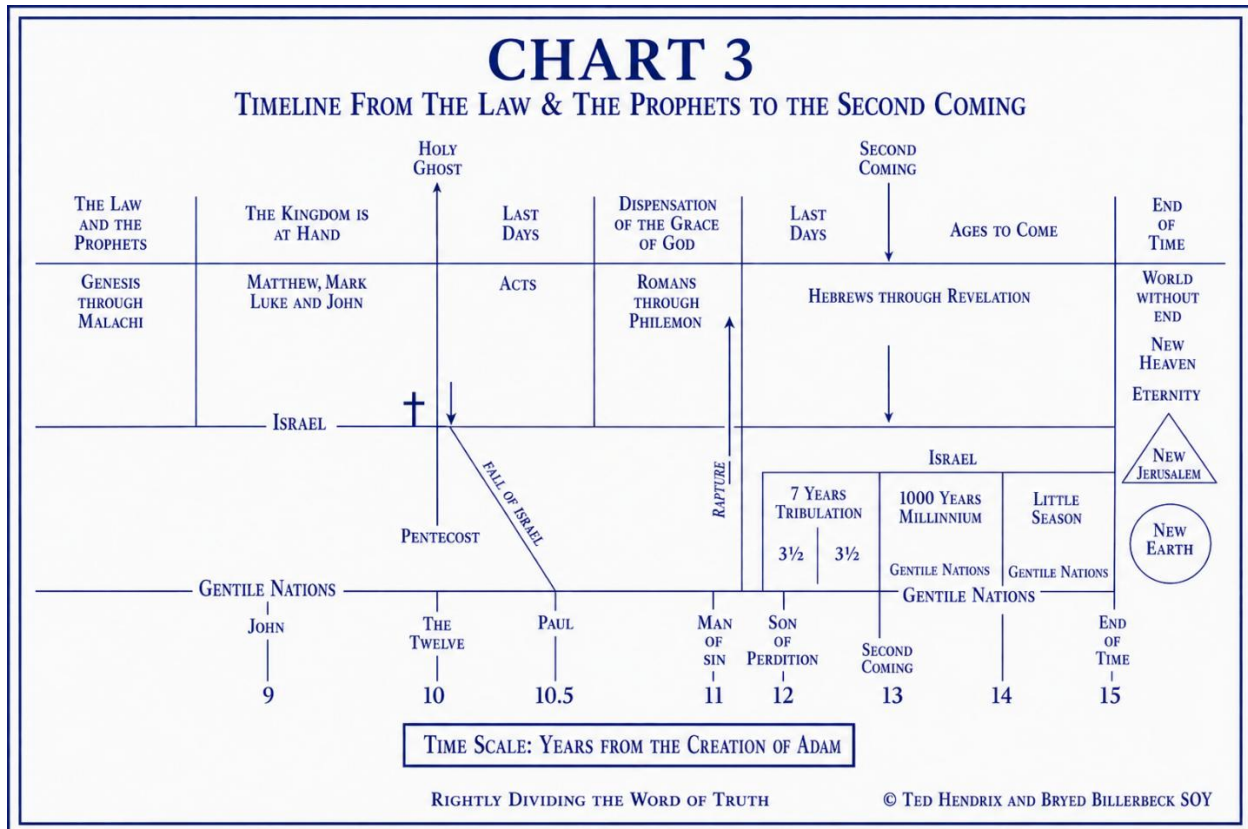 CHART 3
TIMELINE FROM THE LAW & THE PROPHETS TO THE SECOND COMING
HOLY
GHOST
SECOND
COMING
THE LAW
AND THE
PROPHETS
THE KINGDOM IS
AT HAND
LAST
DAYS
DISPENSATION
OF THE GRACE
OF GOD
LAST
DAYS
AGES TO COME
END
OF
TIME
GENESIS
THROUGH
MALACHI
MATTHEW, MARK
LUKE AND JOHN
ACTS
ROMANS
THROUGH
PHILEMON
HEBREWS THROUGH REVELATION
WORLD
WITHOUT
END
NEW
HEAVEN
ETERNITY
ISRAEL
FALL OF ISRAEL
RAPTURE
ISRAEL
7 YEARS
TRIBULATION
3½
3½
1000 YEARS
MILLINNIUM
LITTLE
SEASON
NEW
JERUSALEM
NEW
EARTH
PENTECOST
GENTILE NATIONS
GENTILE NATIONS
GENTILE NATIONS
GENTILE NATIONS
JOHN
THE
TWELVE
PAUL
MAN
OF
SIN
SON
OF
PERDITION
SECOND
COMING
END
OF
TIME
9
10
10.5
11
12
13
14
15
TIME SCALE: YEARS FROM THE CREATION OF ADAM
RIGHTLY DIVIDING THE WORD OF TRUTH
© TED HENDRIX AND BRYED BILLERBECK SOY